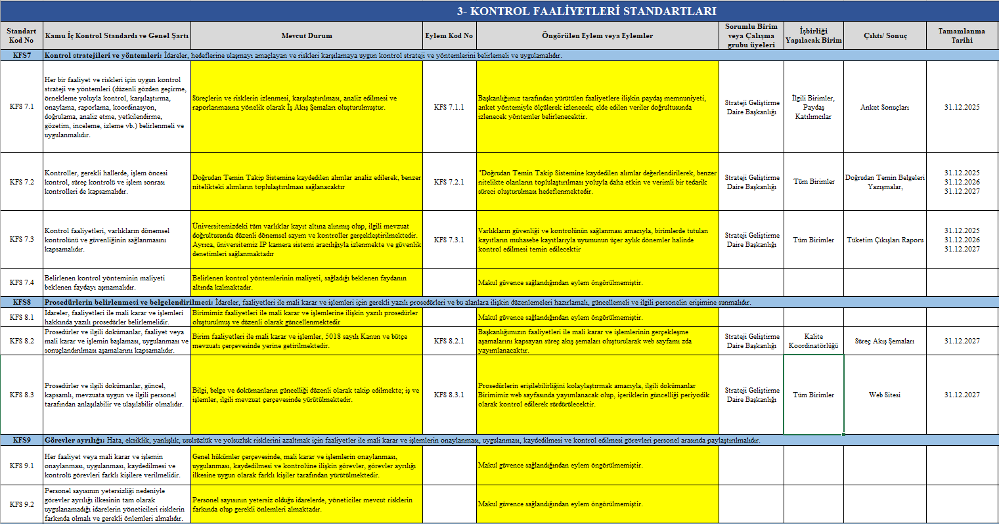 3- KONTROL FAALİYETLERİ STANDARTLARI
Standart
Kod No
Kamu İç Kontrol Standardı ve Genel Şartı
Mevcut Durum
Eylem Kod No
Öngörülen Eylem veya Eylemler
Sorumlu Birim
veya Çalışma
grubu üyeleri
İşbirliği
Yapılacak Birim
Çıktı/ Sonuç
Tamamlanma
Tarihi
KFS7
Kontrol stratejileri ve yöntemleri: İdareler, hedeflerine ulaşmayı amaçlayan ve riskleri karşılamaya uygun kontrol strateji ve yöntemlerini belirlemeli ve uygulamalıdır.
KFS 7.1
Her bir faaliyet ve riskleri için uygun kontrol
strateji ve yöntemleri (düzenli gözden geçirme,
örnekleme yoluyla kontrol, karşılaştırma,
onaylama, raporlama, koordinasyon,
doğrulama, analiz etme, yetkilendirme,
gözetim, inceleme, izleme vb.) belirlenmeli ve
uygulanmalıdır.
Süreçlerin ve risklerin izlenmesi, karşılaştırılması, analiz edilmesi ve
raporlanmasına yönelik olarak İş Akış Şemaları oluşturulmuştur.
KFS 7.1.1
Başkanlığımız tarafından yürütülen faaliyetlere ilişkin paydaş memnuniyeti,
anket yöntemiyle ölçülerek izlenecek; elde edilen veriler doğrultusunda
izlenecek yöntemler belirlenecektir.
Strateji Geliştirme
Daire Başkanlığı
İlgili Birimler,
Paydaş
Katılımcılar
Anket Sonuçları
31.12.2025
KFS 7.2
Kontroller, gerekli hallerde, işlem öncesi
kontrol, süreç kontrolü ve işlem sonrası
kontrolleri de kapsamalıdır.
Doğrudan Temin Takip Sistemine kaydedilen alımlar analiz edilerek, benzer
nitelikteki alımların toplulaştırılması sağlanacaktır
KFS 7.2.1
"Doğrudan Temin Takip Sistemine kaydedilen alımlar değerlendirilerek, benzer
nitelikte olanların toplulaştırılması yoluyla daha etkin ve verimli bir tedarik
süreci oluşturulması hedeflenmektedir.
Strateji Geliştirme
Daire Başkanlığı
Tüm Birimler
Doğrudan Temin Belgeleri
Yazışmalar,
31.12.2025
31.12.2026
31.12.2027
KFS 7.3
Kontrol faaliyetleri, varlıkların dönemsel
kontrolünü ve güvenliğinin sağlanmasını
kapsamalıdır.
Üniversitemizdeki tüm varlıklar kayıt altına alınmış olup, ilgili mevzuat
doğrultusunda düzenli dönemsel sayım ve kontroller gerçekleştirilmektedir.
Ayrıca, üniversitemiz IP kamera sistemi aracılığıyla izlenmekte ve güvenlik
denetimleri sağlanmaktadır
KFS 7.3.1
Varlıkların güvenliği ve kontrolünün sağlanması amacıyla, birimlerde tutulan
kayıtların muhasebe kayıtlarıyla uyumunun üçer aylık dönemler halinde
kontrol edilmesi temin edilecektir
Strateji Geliştirme
Daire Başkanlığı
Tüm Birimler
Tüketim Çıkışları Raporu
31.12.2025
31.12.2026
31.12.2027
KFS 7.4
Belirlenen kontrol yönteminin maliyeti
beklenen faydayı aşmamalıdır.
Belirlenen kontrol yöntemlerinin maliyeti, sağladığı beklenen faydanın
altında kalmaktadır.
Makul güvence sağlandığından eylem öngörülmemiştir.
KFS8
Prosedürlerin belirlenmesi ve belgelendirilmesi: İdareler, faaliyetleri ile mali karar ve işlemleri için gerekli yazılı prosedürleri ve bu alanlara ilişkin düzenlemeleri hazırlamalı, güncellemeli ve ilgili personelin erişimine sunmalıdır.
KFS 8.1
İdareler, faaliyetleri ile mali karar ve işlemleri
hakkında yazılı prosedürler belirlemelidir.
Birimimiz faaliyetleri ile mali karar ve işlemlerine ilişkin yazılı prosedürler
oluşturulmuş ve düzenli olarak güncellenmektedir
Makul güvence sağlandığından eylem öngörülmemiştir.
KFS 8.2
Prosedürler ve ilgili dokümanlar, faaliyet veya
mali karar ve işlemin başlaması, uygulanması ve
sonuçlandırılması aşamalarını kapsamalıdır.
Birim faaliyetleri ile mali karar ve işlemler, 5018 sayılı Kanun ve bütçe
mevzuatı çerçevesinde yerine getirilmektedir.
KFS 8.2.1
Başkanlığımızın faaliyetleri ile mali karar ve işlemlerinin gerçekleşme
aşamalarını kapsayan süreç akış şemaları oluşturularak web sayfamı zda
yayımlanacaktır.
Strateji Geliştirme
Daire Başkanlığı
Kalite
Koordinatörlüğü
Süreç Akış Şemaları
31.12.2027
KFS 8.3
Prosedürler ve ilgili dokümanlar, güncel,
kapsamlı, mevzuata uygun ve ilgili personel
tarafından anlaşılabilir ve ulaşılabilir olmalıdır.
Bilgi, belge ve dokümanların güncelliği düzenli olarak takip edilmekte; iş ve
işlemler, ilgili mevzuat çerçevesinde yürütülmektedir.
KFS 8.3.1
Prosedürlerin erişilebilirliğini kolaylaştırmak amacıyla, ilgili dokümanlar
Birimimiz web sayfasında yayımlanacak olup, içeriklerin güncelliği periyodik
olarak kontrol edilerek sürdürülecektir.
Strateji Geliştirme
Daire Başkanlığı
Tüm Birimler
Web Sitesi
31.12.2027
KFS9
Görevler ayrılığı: Hata, eksiklik, yanlışlık, usulsüzlük ve yolsuzluk risklerini azaltmak için faaliyetler ile mali karar ve işlemlerin onaylanması, uygulanması, kaydedilmesi ve kontrol edilmesi görevleri personel arasında paylaştırılmalıdır.
KFS 9.1
Her faaliyet veya mali karar ve işlemin
onaylanması, uygulanması, kaydedilmesi ve
kontrolü görevleri farklı kişilere verilmelidir.
Genel hükümler çerçevesinde, mali karar ve işlemlerin onaylanması,
uygulanması, kaydedilmesi ve kontrolüne ilişkin görevler, görevler ayrılığı
ilkesine uygun olarak farklı kişiler tarafından yürütülmektedir.
Makul güvence sağlandığından eylem öngörülmemiştir.
KFS 9.2
Personel sayısının yetersizliği nedeniyle
görevler ayrılığı ilkesinin tam olarak
uygulanamadığı idarelerin yöneticileri risklerin
farkında olmalı ve gerekli önlemleri almalıdır.
Personel sayısının yetersiz olduğu idarelerde, yöneticiler mevcut risklerin
farkında olup gerekli önlemleri almaktadır.
Makul güvence sağlandığından eylem öngörülmemiştir.